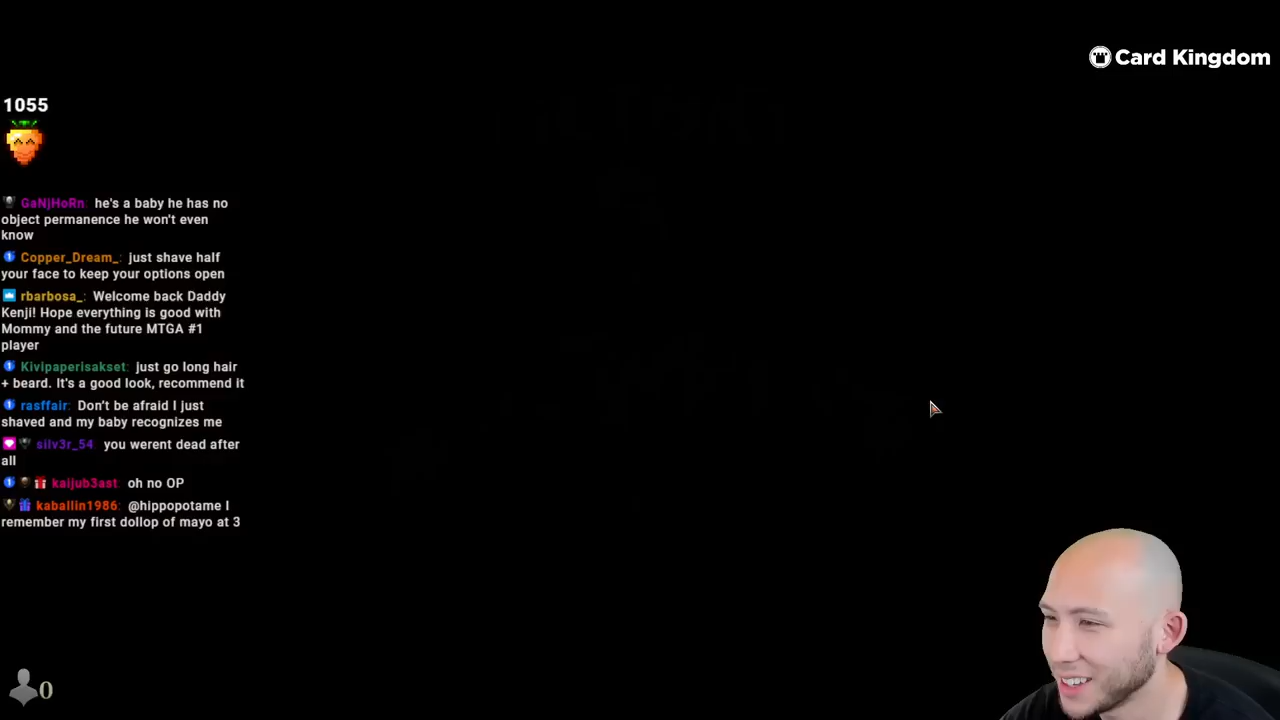 Card Kingdom
1055
GaNjHoRn: he's a baby he has no
object permanence he won't even
know
Copper_Dream_: just shave half
your face to keep your options open
rbarbosa_: Welcome back Daddy
Kenji! Hope everything is good with
Mommy and the future MTGA #1
player
Kivipaperisakset: just go long hair
+ beard. It's a good look, recommend it
rasffair: Don't be afraid I just
shaved and my baby recognizes me
silv3r_54: you werent dead after
all
kaijub3ast: oh no OP
kaballin1986: @hippopotame I
remember my first dollop of mayo at 3
0